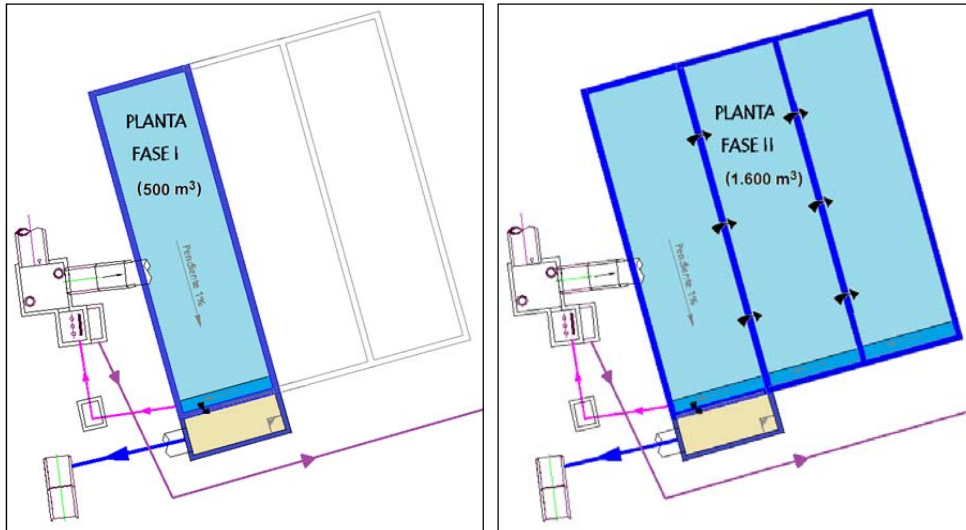 PLANTA
FASE I
(500 m³)
Pendiente 1%
PLANTA
FASE II
(1.600 m³)
Pendiente 1%